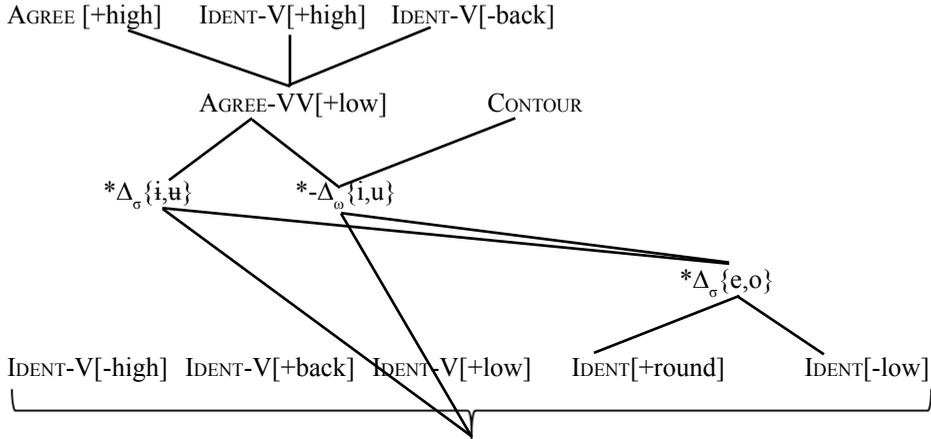 AGREE [+high] IDENT-V[+high] IDENT-V[-back]
AGREE-VV[+low] CONTOUR
*Δσ{ɨ,ʉ} *-Δω{i,u}
*Δσ{e,o}
IDENT-V[-high] IDENT-V[+back] IDENT-V[+low] IDENT[+round] IDENT[-low]